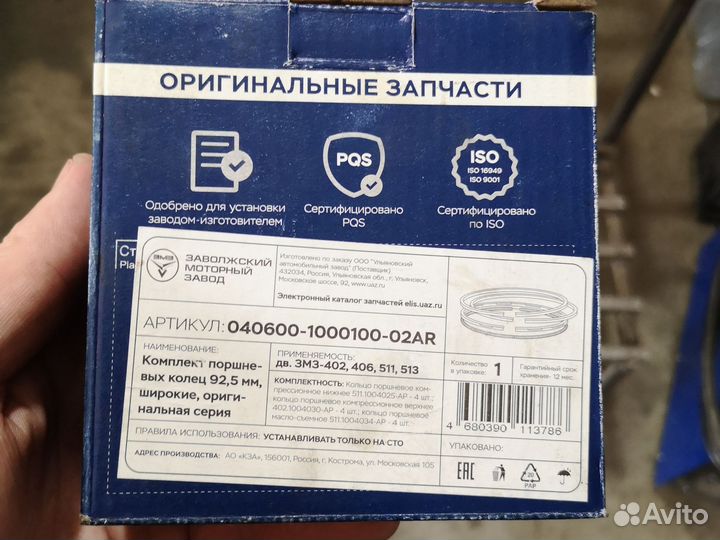 ОРИГИНАЛЬНЫЕ ЗАПЧАСТИ
Одобрено для установки
заводом-изготовителем
PQS
Сертифицировано
PQS
ISO
ISO 16949
ISO 9001
Сертифицировано
по ISO
Ст
Pla
ЗМЗ
ЗАВОЛЖСКИЙ
МОТОРНЫЙ
ЗАВОД
Изготовлено по заказу ООО "Ульяновский
автомобильный завод" (Поставщик)
432034, Россия, Ульяновская обл., г. Ульяновск,
Московское шоссе, 92, www.uaz.ru
Электронный каталог запчастей elis.uaz.ru
АРТИКУЛ: 040600-1000100-02AR
НАИМЕНОВАНИЕ:
Комплект поршне-
вых колец 92,5 мм,
широкие, ориги-
нальная серия
ПРИМЕНЯЕМОСТЬ:
дв. ЗМЗ-402, 406, 511, 513
КОМПЛЕКТНОСТЬ: Кольцо поршневое ком-
прессионное нижнее 511.1004025-АР - 4 шт.;
кольцо поршневое компрессионное верхнее
402.1004030-АР - 4 шт.; кольцо поршневое
масло-съемное 511.1004034-АР - 4 шт.
Количество
в упаковке:
1
Гарантийный срок
хранения- 12 мес.
4 680390 113786
ПРАВИЛА ИСПОЛЬЗОВАНИЯ: УСТАНАВЛИВАТЬ ТОЛЬКО НА СТО
УПАКОВАНО:
АДРЕС ПРОИЗВОДСТВА: АО «КЗА», 156001, Россия, г. Кострома, ул. Московская 105
EAC
20
PAP
Avito